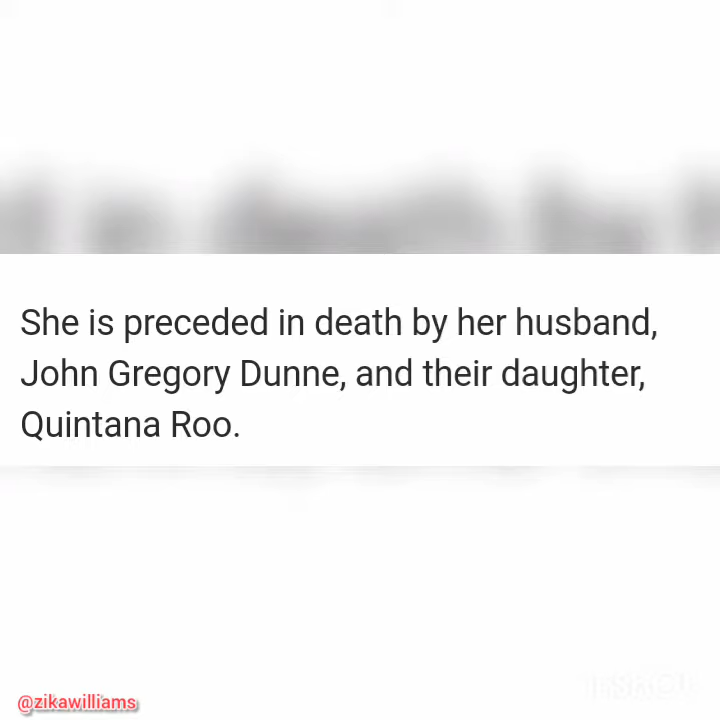 She is preceded in death by her husband,
John Gregory Dunne, and their daughter,
Quintana Roo.
@zikawilliams